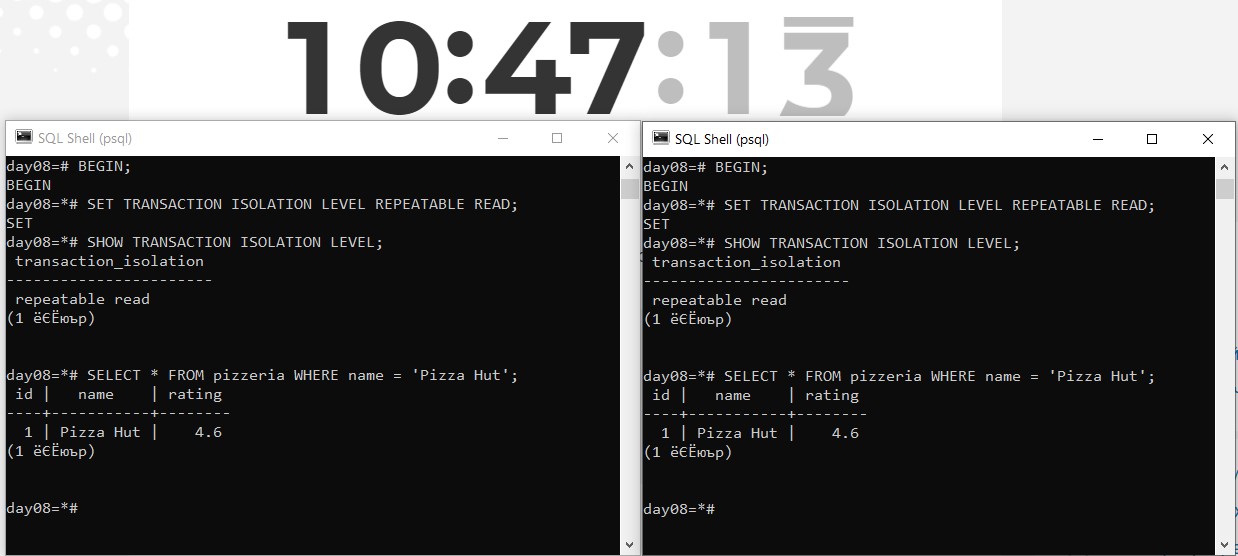 10:47:13
SQL Shell (psql)
day08=# BEGIN;
BEGIN
day08=*# SET TRANSACTION ISOLATION LEVEL REPEATABLE READ;
SET
day08=*# SHOW TRANSACTION ISOLATION LEVEL;
transaction_isolation
-----------------------
repeatable read
(1 ёЄЁюър)
day08=*# SELECT * FROM pizzeria WHERE name = 'Pizza Hut';
id | name | rating
----+-----------+--------
1 | Pizza Hut | 4.6
(1 ёЄЁюър)
day08=*#
SQL Shell (psql)
day08=# BEGIN;
BEGIN
day08=*# SET TRANSACTION ISOLATION LEVEL REPEATABLE READ;
SET
day08=*# SHOW TRANSACTION ISOLATION LEVEL;
transaction_isolation
-----------------------
repeatable read
(1 ёЄЁюър)
day08=*# SELECT * FROM pizzeria WHERE name = 'Pizza Hut';
id | name | rating
----+-----------+--------
1 | Pizza Hut | 4.6
(1 ёЄЁюър)
day08=*#